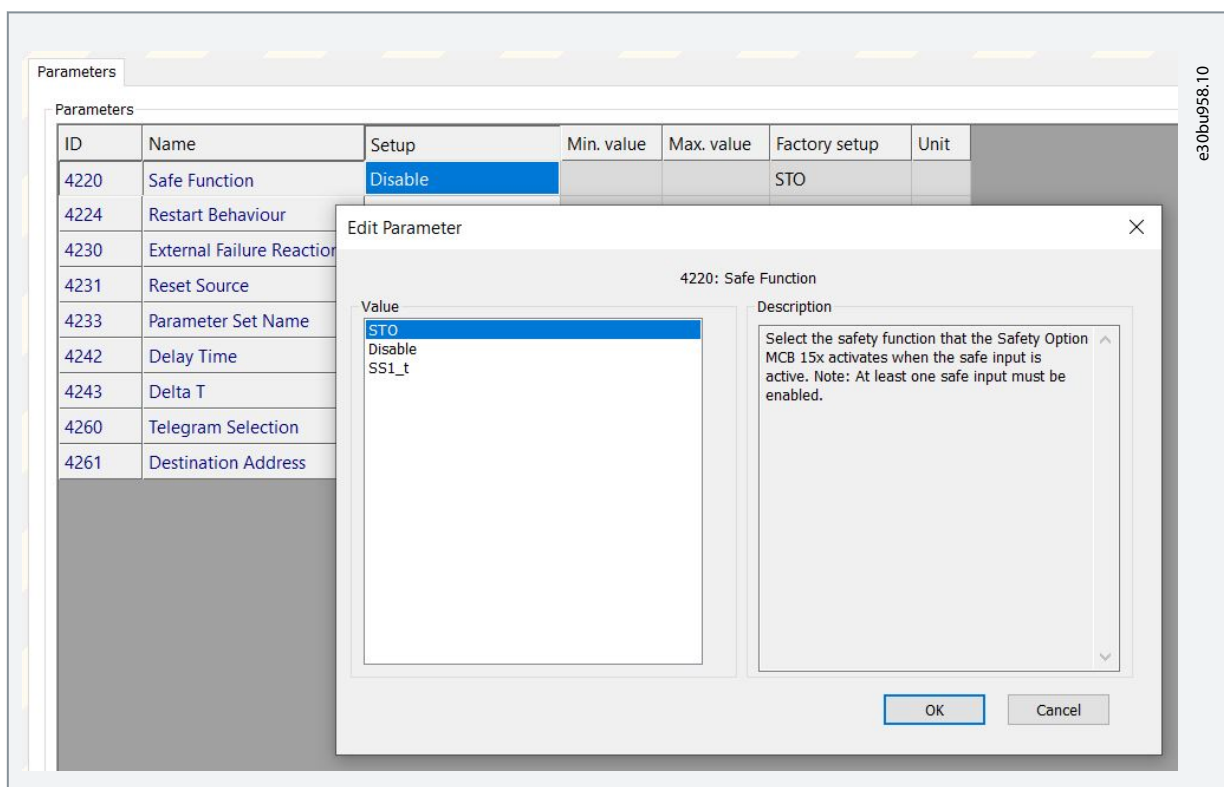 Parameters
e30bu958.10
Parameters
ID Name Setup Min. value Max. value Factory setup Unit
4220 Safe Function Disable STO
4224 Restart Behaviour
4230 External Failure Reaction
4231 Reset Source
4233 Parameter Set Name
4242 Delay Time
4243 Delta T
4260 Telegram Selection
4261 Destination Address
Edit Parameter
4220: Safe Function
Value
STO
Disable
SS1_t
Description
Select the safety function that the Safety Option
MCB 15x activates when the safe input is
active. Note: At least one safe input must be
enabled.
OK Cancel